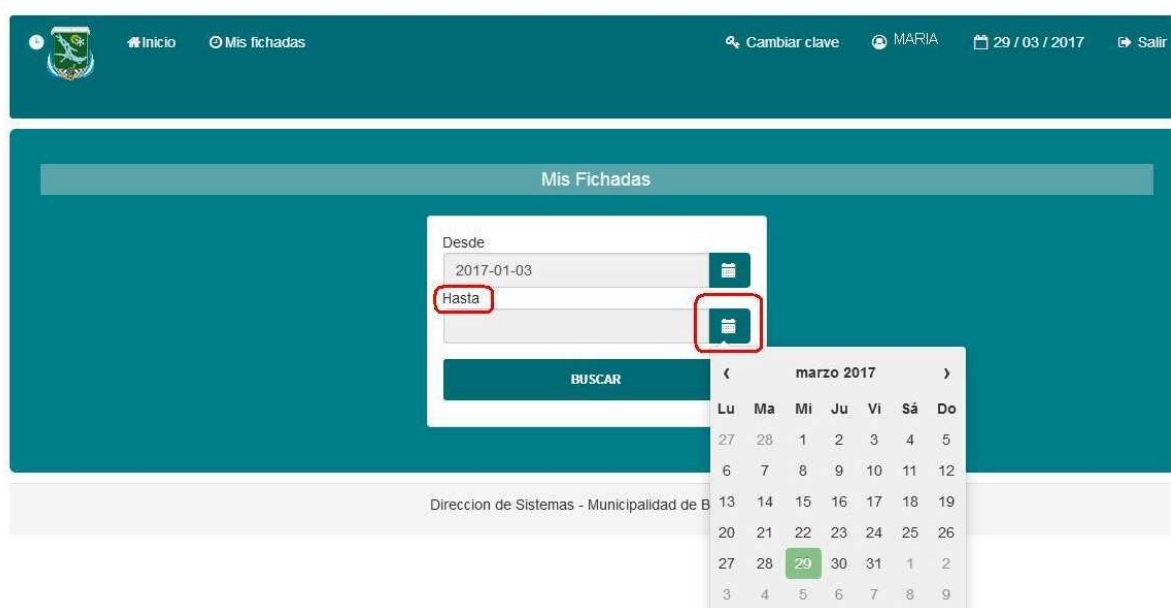 Inicio Mis fichadas Cambiar clave MARIA 29 / 03 / 2017 Salir
Mis Fichadas
Desde
2017-01-03
Hasta
BUSCAR
‹ marzo 2017 ›
Lu Ma Mi Ju Vi Sá Do
27 28 1 2 3 4 5
6 7 8 9 10 11 12
13 14 15 16 17 18 19
20 21 22 23 24 25 26
27 28 29 30 31 1 2
3 4 5 6 7 8 9
Direccion de Sistemas - Municipalidad de B